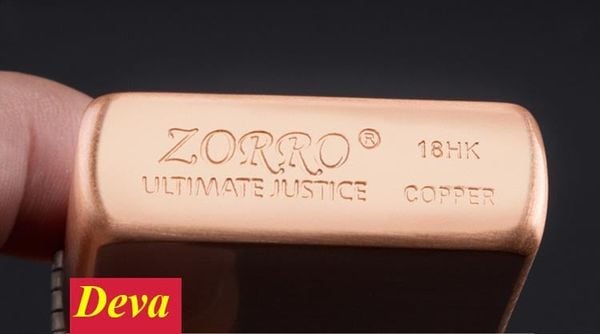 ZORRO® 18HK
ULTIMATE JUSTICE COPPER
Deva